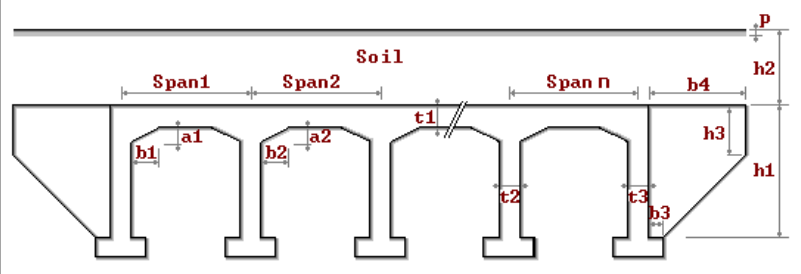 p
Soil
h2
Span1 Span2 Span n b4
t1
a1 a2 h3
b1 b2 h1
t2 t3
b3